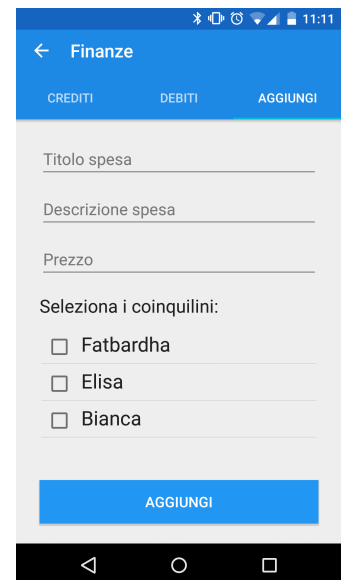 11:11
Finanze
CREDITI DEBITI AGGIUNGI
Titolo spesa
Descrizione spesa
Prezzo
Seleziona i coinquilini:
Fatbardha
Elisa
Bianca
AGGIUNGI